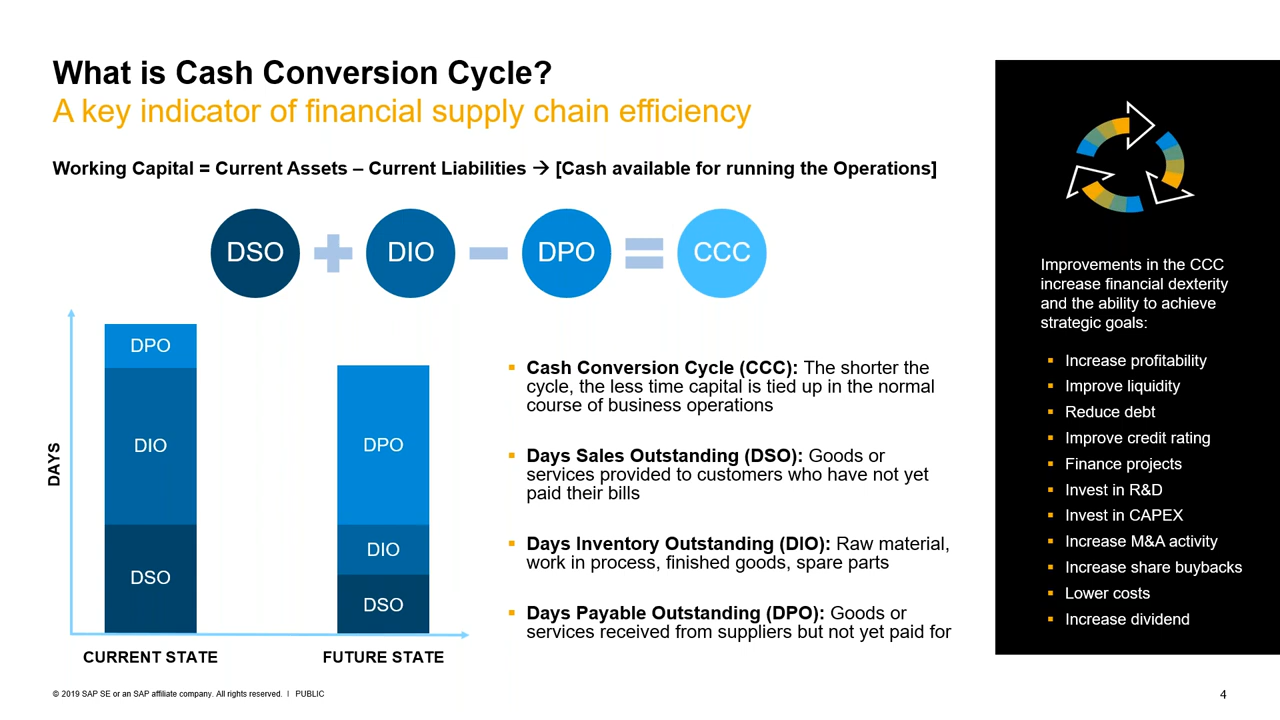 What is Cash Conversion Cycle?
A key indicator of financial supply chain efficiency
Working Capital = Current Assets – Current Liabilities → [Cash available for running the Operations]
DSO + DIO – DPO = CCC
DAYS
DPO
DIO
DSO
CURRENT STATE
DPO
DIO
DSO
FUTURE STATE
▪ Cash Conversion Cycle (CCC): The shorter the
cycle, the less time capital is tied up in the normal
course of business operations
▪ Days Sales Outstanding (DSO): Goods or
services provided to customers who have not yet
paid their bills
▪ Days Inventory Outstanding (DIO): Raw material,
work in process, finished goods, spare parts
▪ Days Payable Outstanding (DPO): Goods or
services received from suppliers but not yet paid for
Improvements in the CCC
increase financial dexterity
and the ability to achieve
strategic goals:
▪ Increase profitability
▪ Improve liquidity
▪ Reduce debt
▪ Improve credit rating
▪ Finance projects
▪ Invest in R&D
▪ Invest in CAPEX
▪ Increase M&A activity
▪ Increase share buybacks
▪ Lower costs
▪ Increase dividend
© 2019 SAP SE or an SAP affiliate company. All rights reserved. | PUBLIC
4